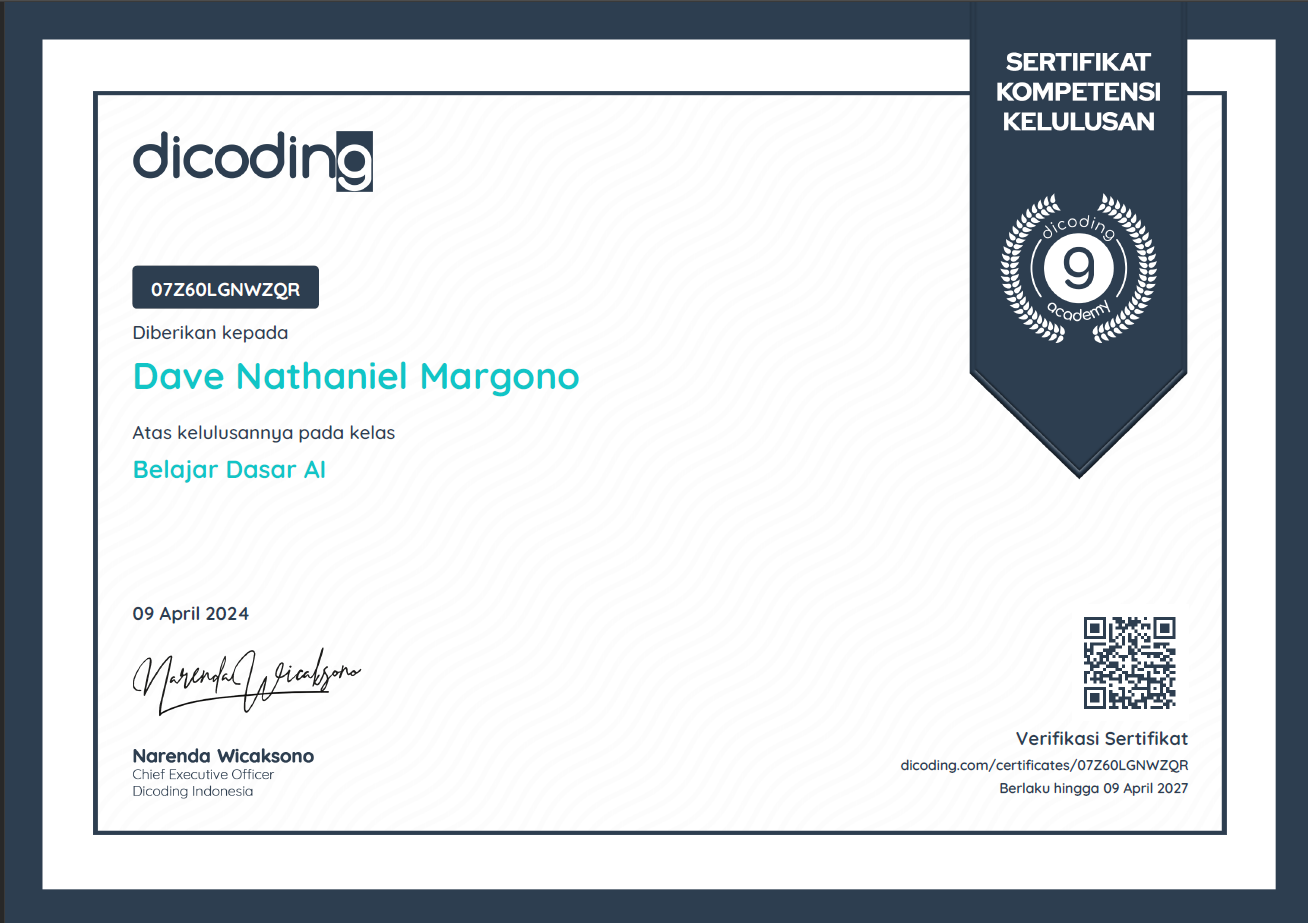 dicoding
SERTIFIKAT
KOMPETENSI
KELULUSAN
dicoding
9
academy
07Z60LGNWZQR
Diberikan kepada
Dave Nathaniel Margono
Atas kelulusannya pada kelas
Belajar Dasar AI
09 April 2024
Narenda Wicaksono
Narenda Wicaksono
Chief Executive Officer
Dicoding Indonesia
Verifikasi Sertifikat
dicoding.com/certificates/07Z60LGNWZQR
Berlaku hingga 09 April 2027